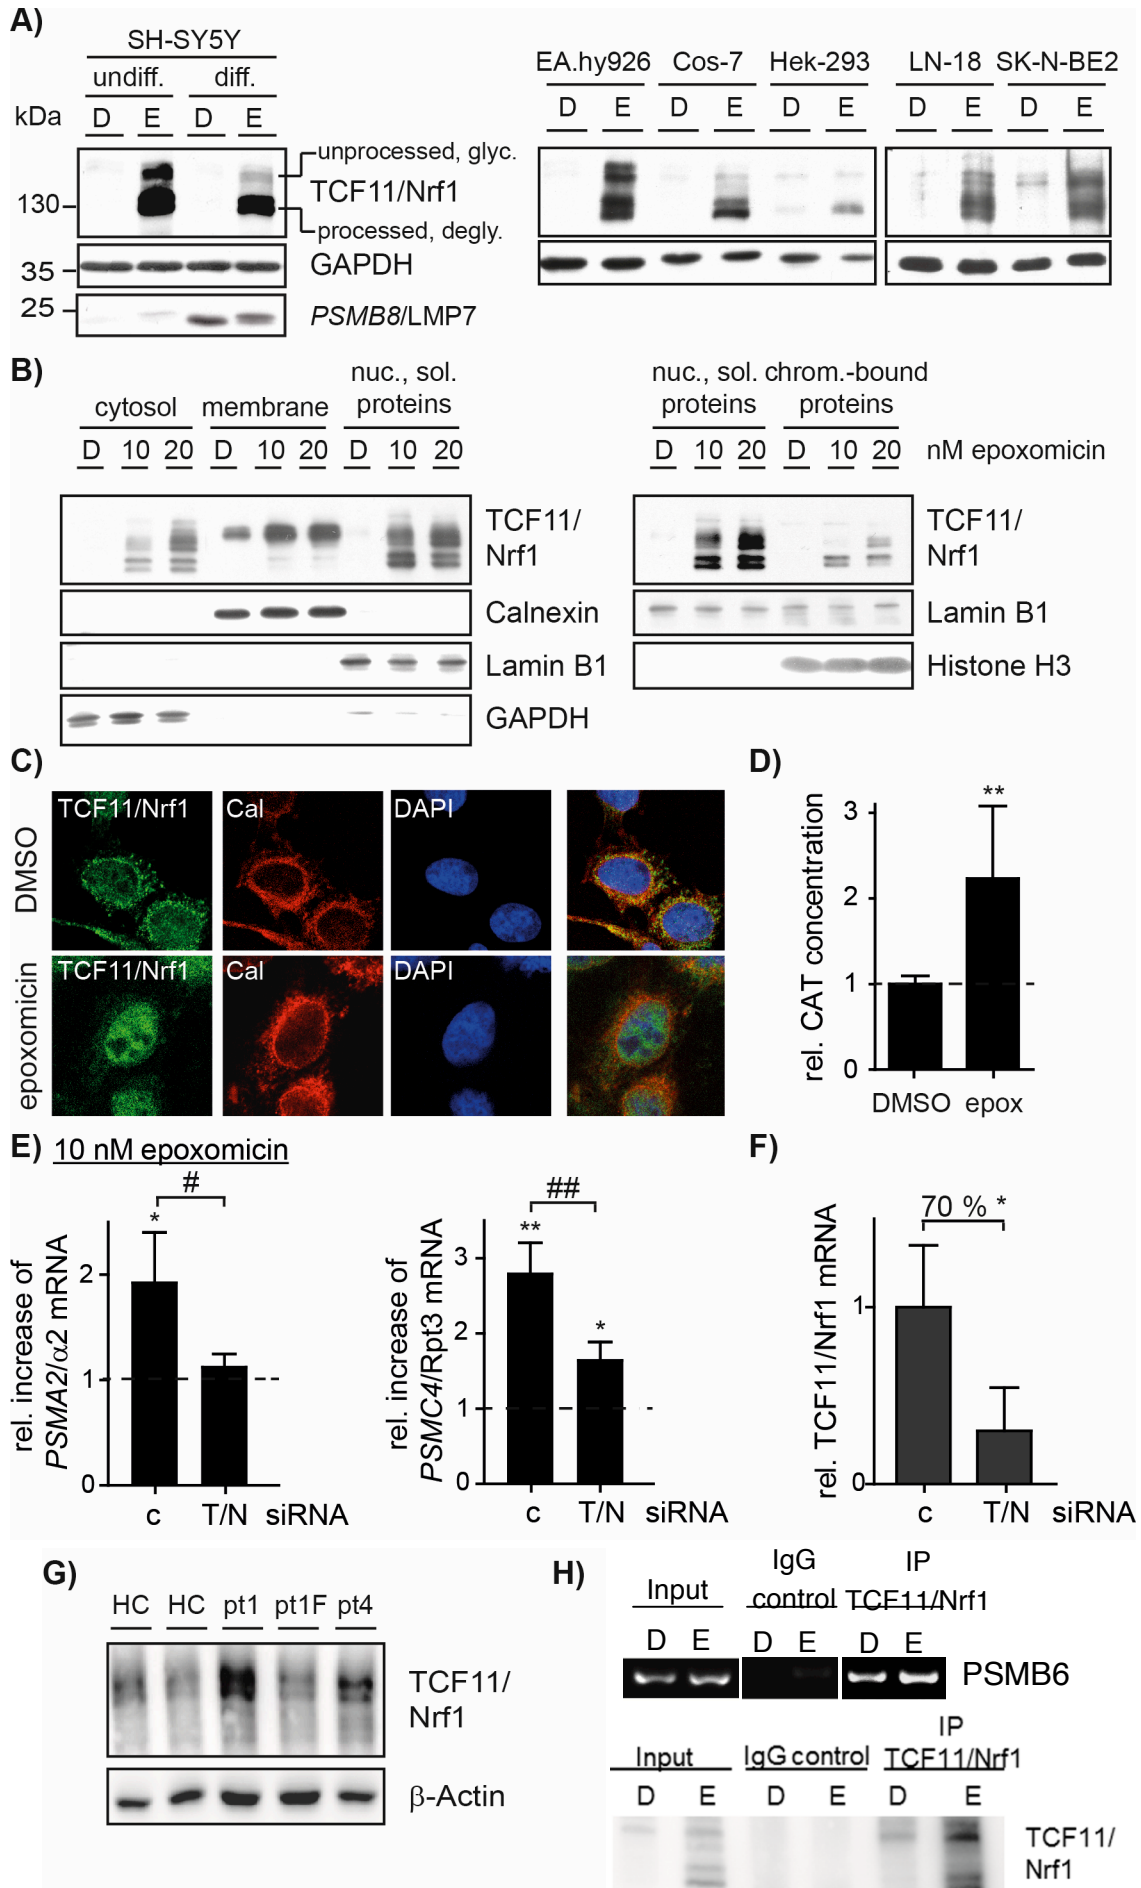 A)
SH-SY5Y
undiff. diff.
kDa D E D E
unprocessed, glyc.
TCF11/Nrf1
130
processed, degly.
GAPDH
35
25
PSMB8/LMP7
EA.hy926 Cos-7 Hek-293 LN-18 SK-N-BE2
D E D E D E D E D E
B)
nuc., sol.
cytosol membrane proteins
D 10 20 D 10 20 D 10 20
TCF11/
Nrf1
Calnexin
Lamin B1
GAPDH
nuc., sol. chrom.-bound
proteins proteins
D 10 20 D 10 20 nM epoxomicin
TCF11/
Nrf1
Lamin B1
Histone H3
C)
DMSO
TCF11/Nrf1 Cal DAPI
epoxomicin
TCF11/Nrf1 Cal DAPI
D)
rel. CAT concentration
3
2
1
0
**
DMSO epox
E) 10 nM epoxomicin
rel. increase of
PSMA2/α2 mRNA
#
*
2
1
0
c T/N siRNA
rel. increase of
PSMC4/Rpt3 mRNA
##
**
*
3
2
1
0
c T/N siRNA
F)
rel. TCF11/Nrf1 mRNA
70 % *
1
0
c T/N siRNA
G)
HC HC pt1 pt1F pt4
TCF11/
Nrf1
β-Actin
H)
IgG IP
Input control TCF11/Nrf1
D E D E D E
PSMB6
IP
Input IgG control TCF11/Nrf1
D E D E D E
TCF11/
Nrf1